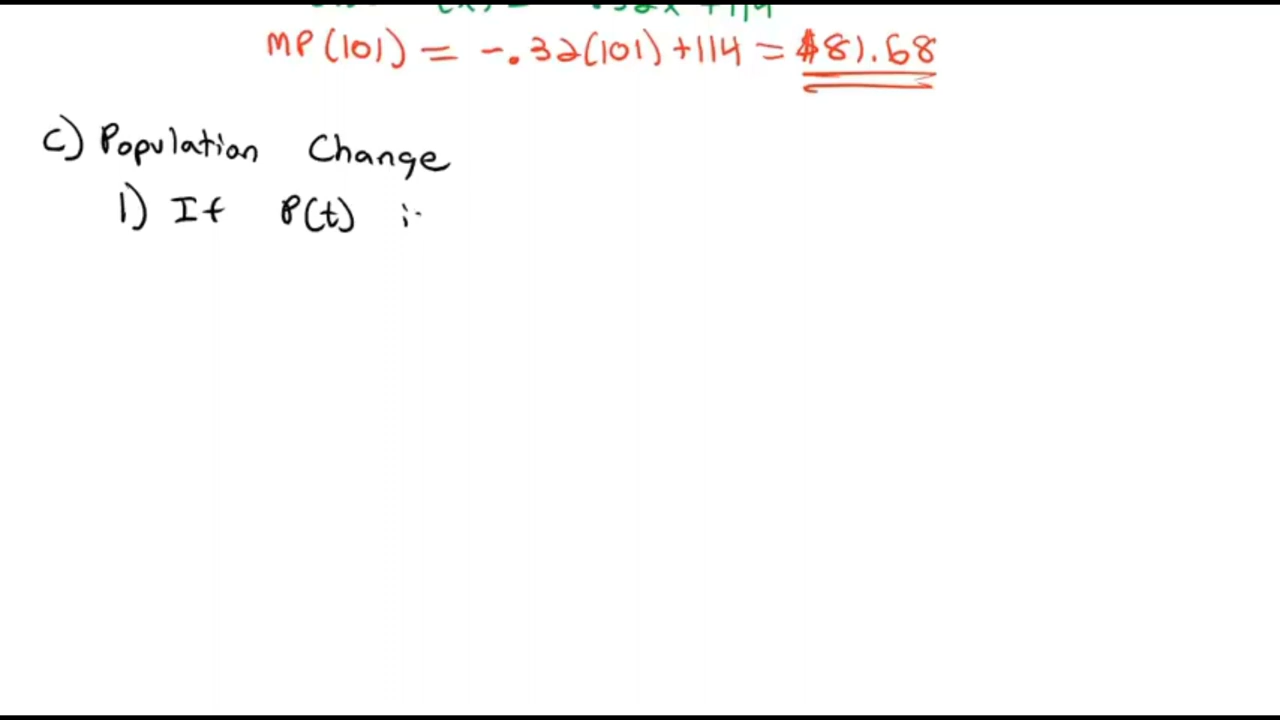 MP(101) = -.32(101) + 114 = $81.68
C) Population Change
1) If P(t) i